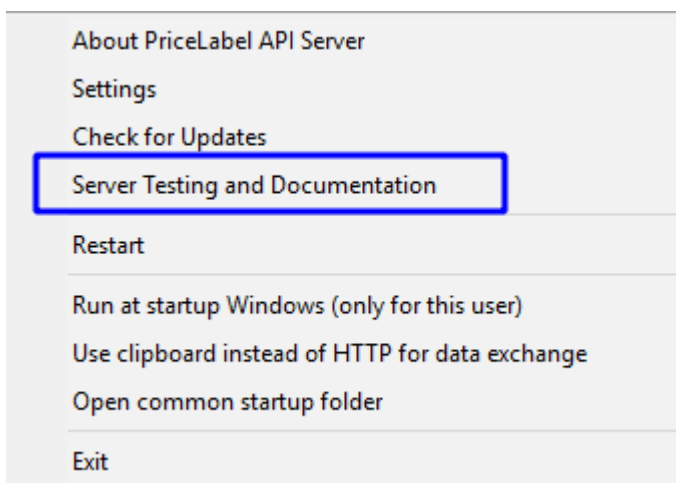 About PriceLabel API Server
Settings
Check for Updates
Server Testing and Documentation
Restart
Run at startup Windows (only for this user)
Use clipboard instead of HTTP for data exchange
Open common startup folder
Exit